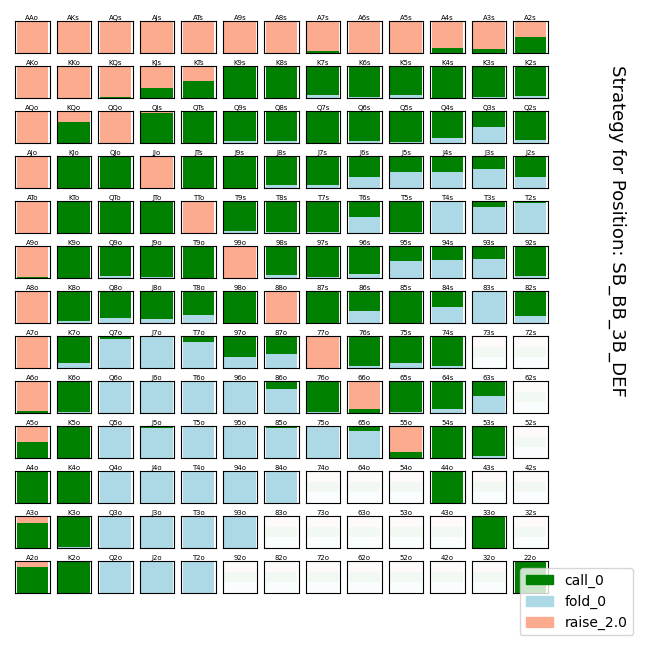 AAo AKs AQs AJs ATs A9s A8s A7s A6s A5s A4s A3s A2s
AKo KKo KQs KJs KTs K9s K8s K7s K6s K5s K4s K3s K2s
AQo KQo QQo QJs QTs Q9s Q8s Q7s Q6s Q5s Q4s Q3s Q2s
AJo KJo QJo JJo JTs J9s J8s J7s J6s J5s J4s J3s J2s
ATo KTo QTo JTo TTo T9s T8s T7s T6s T5s T4s T3s T2s
A9o K9o Q9o J9o T9o 99o 98s 97s 96s 95s 94s 93s 92s
A8o K8o Q8o J8o T8o 98o 88o 87s 86s 85s 84s 83s 82s
A7o K7o Q7o J7o T7o 97o 87o 77o 76s 75s 74s 73s 72s
A6o K6o Q6o J6o T6o 96o 86o 76o 66o 65s 64s 63s 62s
A5o K5o Q5o J5o T5o 95o 85o 75o 65o 55o 54s 53s 52s
A4o K4o Q4o J4o T4o 94o 84o 74o 64o 54o 44o 43s 42s
A3o K3o Q3o J3o T3o 93o 83o 73o 63o 53o 43o 33o 32s
A2o K2o Q2o J2o T2o 92o 82o 72o 62o 52o 42o 32o 22o
Strategy for Position: SB_BB_3B_DEF
call_0
fold_0
raise_2.0